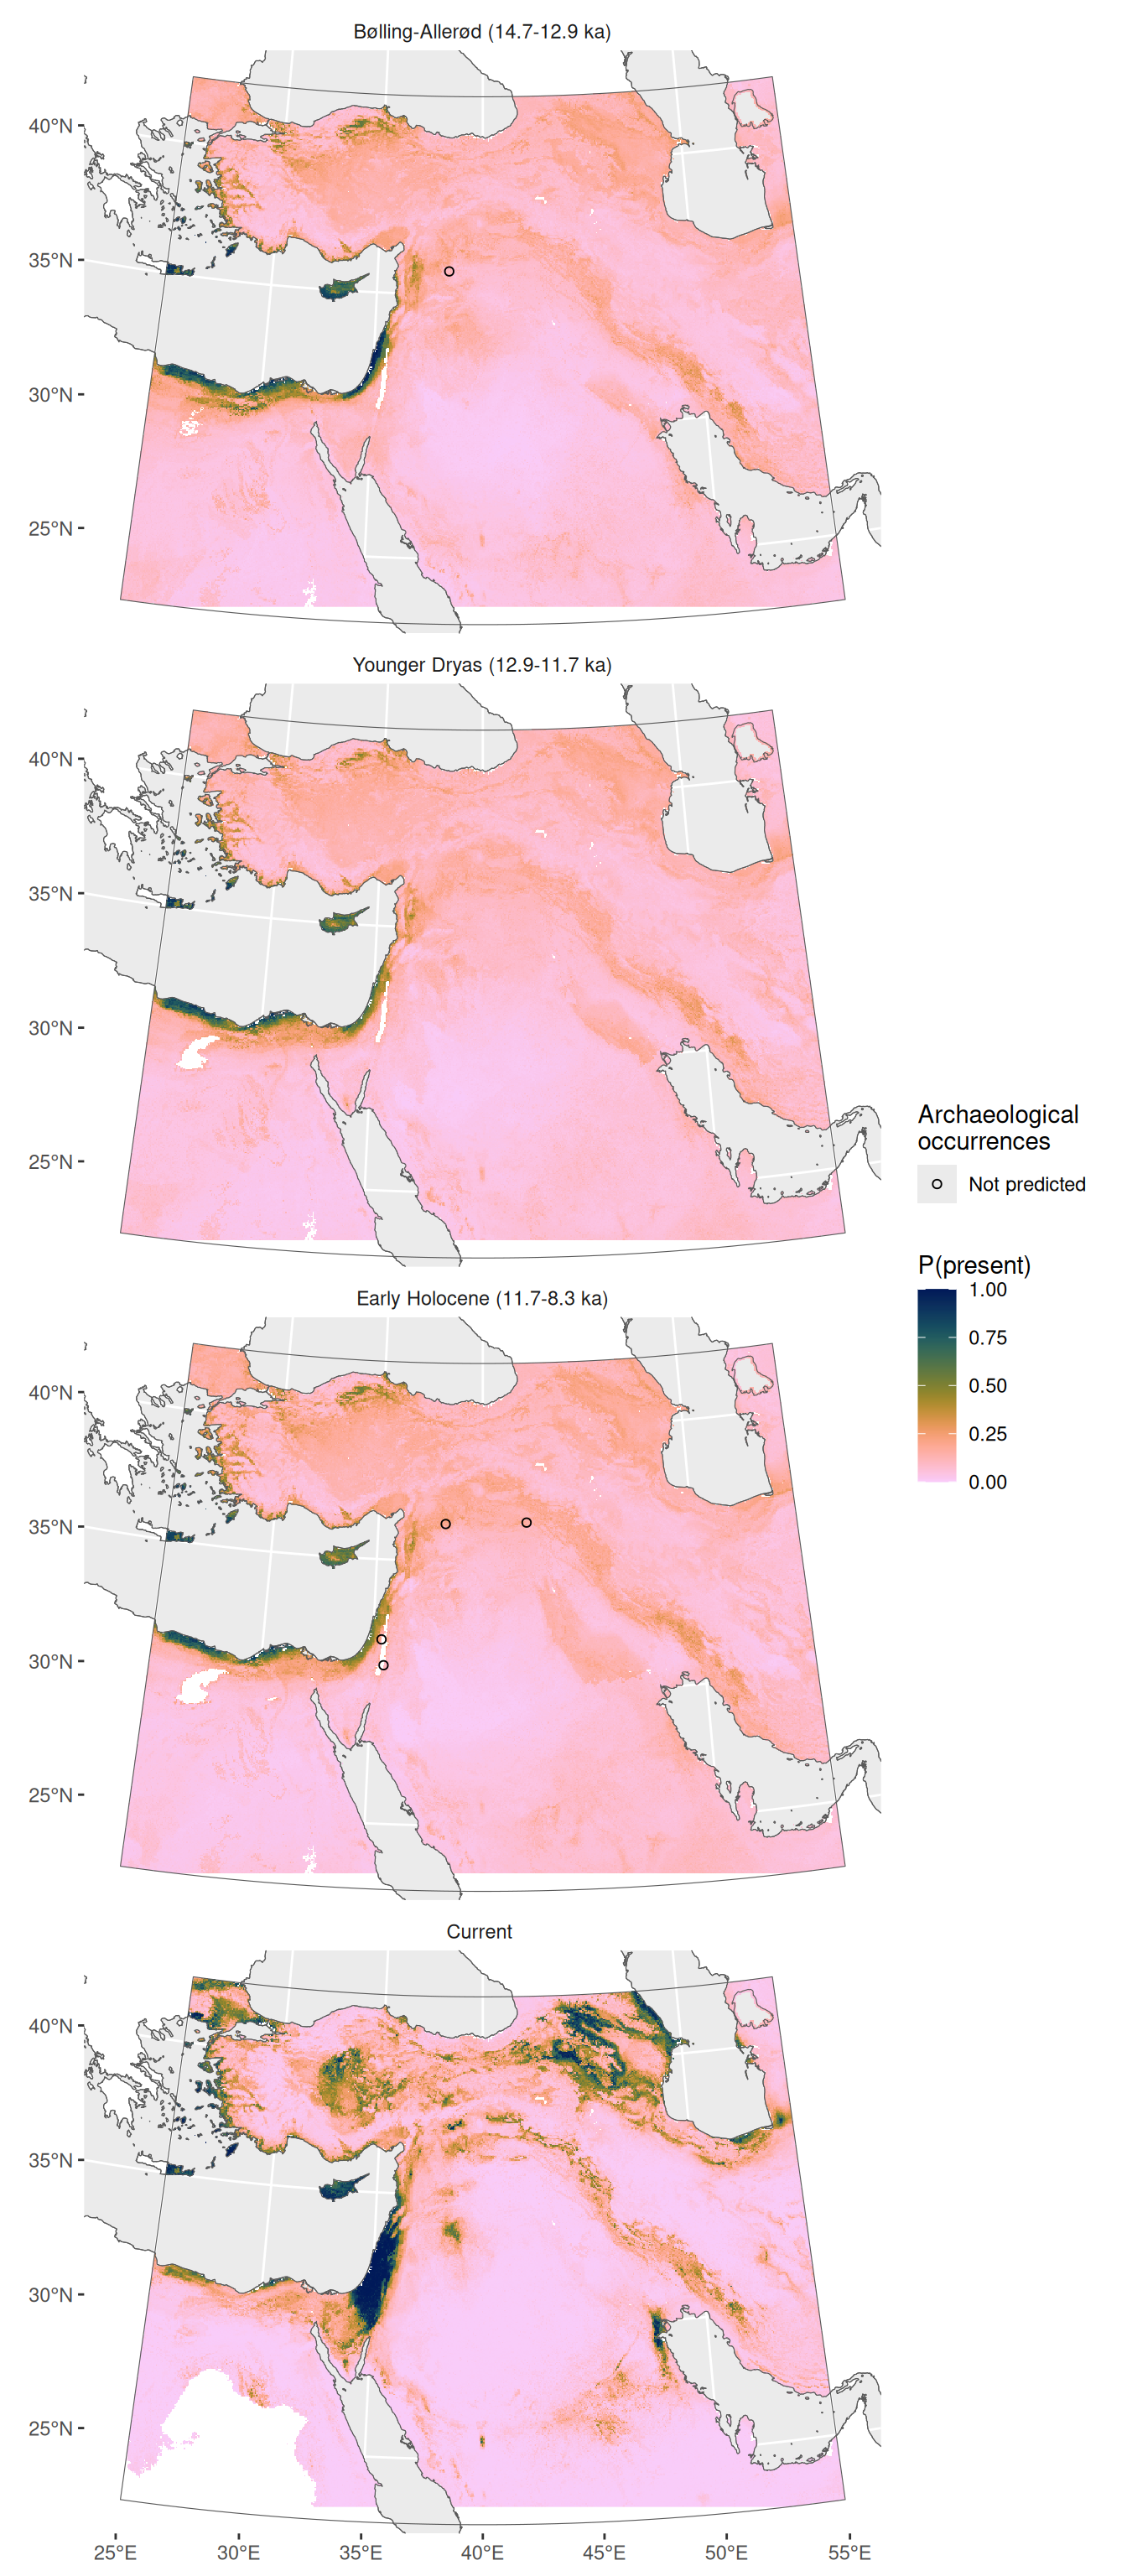 Bølling-Allerød (14.7-12.9 ka)
40°N
35°N
30°N
25°N
Younger Dryas (12.9-11.7 ka)
40°N
35°N
30°N
25°N
Archaeological
occurrences
Not predicted
P(present)
1.00
0.75
0.50
0.25
0.00
Early Holocene (11.7-8.3 ka)
40°N
35°N
30°N
25°N
Current
40°N
35°N
30°N
25°N
25°E 30°E 35°E 40°E 45°E 50°E 55°E